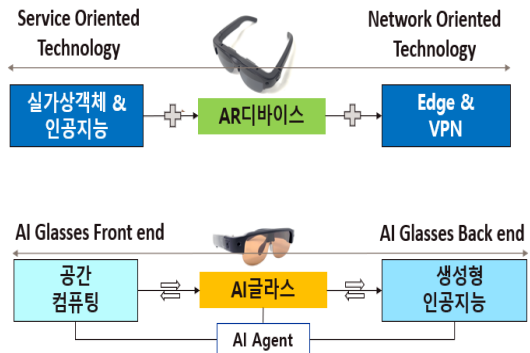 Service Oriented
Technology
Network Oriented
Technology
실가상객체 &
인공지능
AR디바이스
Edge &
VPN
AI Glasses Front end
AI Glasses Back end
공간
컴퓨팅
AI글라스
생성형
인공지능
AI Agent